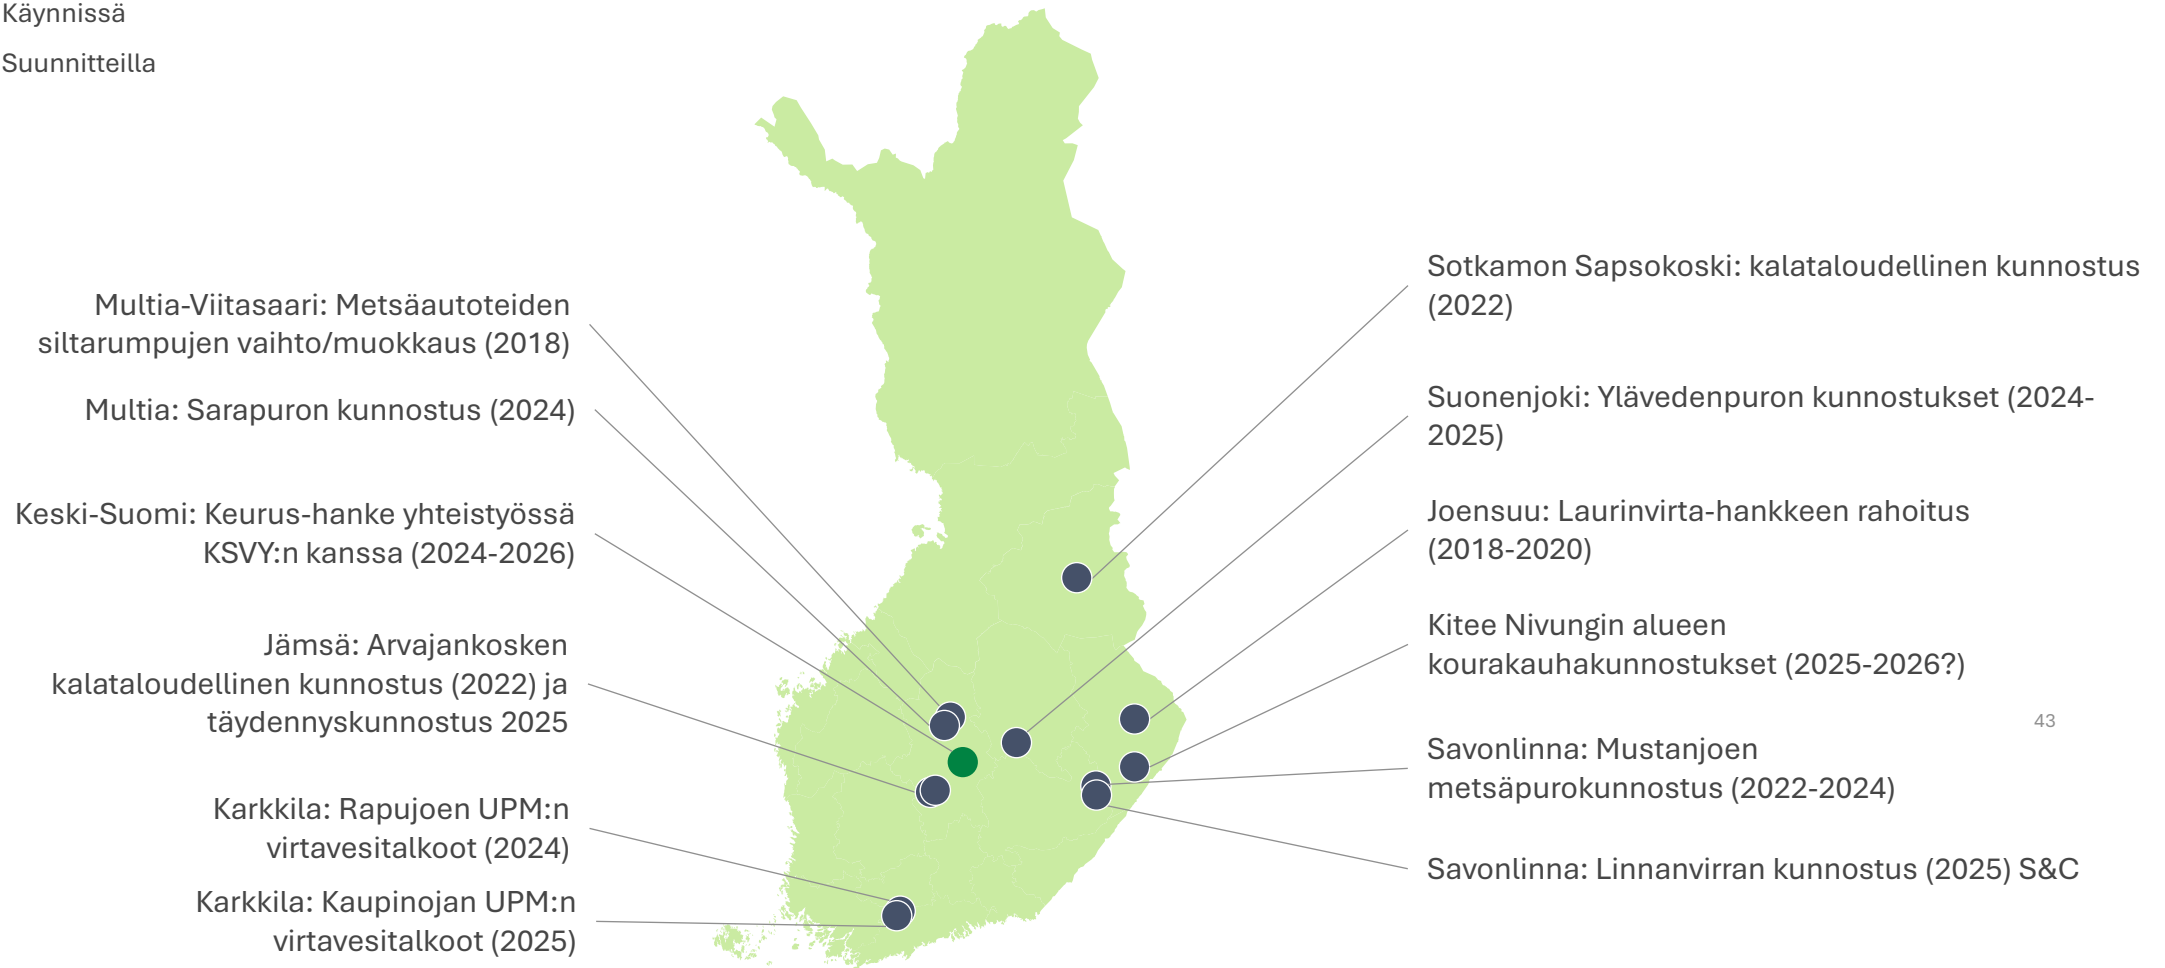 Käynnissä
Suunnitteilla
Multia-Viitasaari: Metsäautoteiden
siltarumpujen vaihto/muokkaus (2018)
Multia: Sarapuron kunnostus (2024)
Keski-Suomi: Keurus-hanke yhteistyössä
KSVY:n kanssa (2024-2026)
Jämsä: Arvajankosken
kalataloudellinen kunnostus (2022) ja
täydennyskunnostus 2025
Karkkila: Rapujoen UPM:n
virtavesitalkoot (2024)
Karkkila: Kaupinojan UPM:n
virtavesitalkoot (2025)
Sotkamon Sapsokoski: kalataloudellinen kunnostus
(2022)
Suonenjoki: Ylävedenpuron kunnostukset (2024-
2025)
Joensuu: Laurinvirta-hankkeen rahoitus
(2018-2020)
Kitee Nivungin alueen
kourakauhakunnostukset (2025-2026?)
43
Savonlinna: Mustanjoen
metsäpurokunnostus (2022-2024)
Savonlinna: Linnanvirran kunnostus (2025) S&C